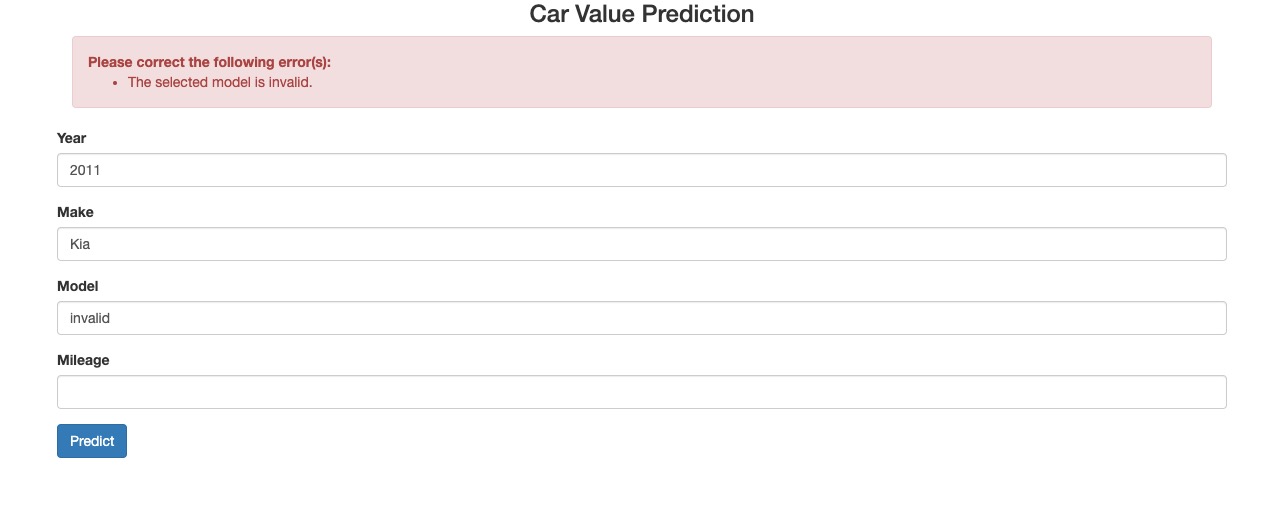 Car Value Prediction
Please correct the following error(s):
• The selected model is invalid.
Year
2011
Make
Kia
Model
invalid
Mileage
Predict